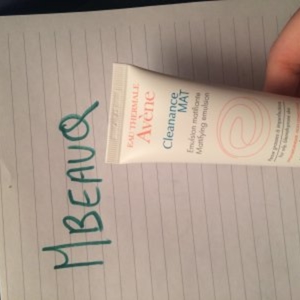 MBEAUQ
EAU THERMALE
Avène
Cleanance
MAT
Emulsion matifiante
Mattifying emulsion